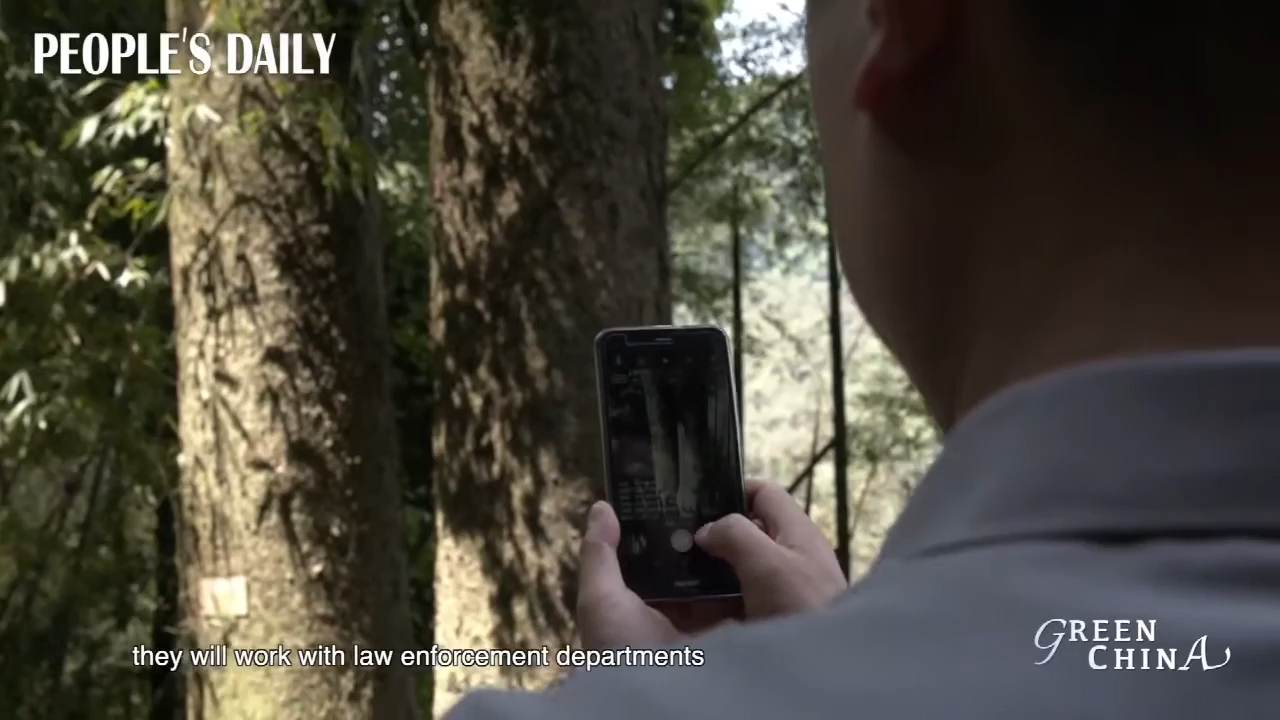 PEOPLE'S DAILY
they will work with law enforcement departments
GREEN
CHINA